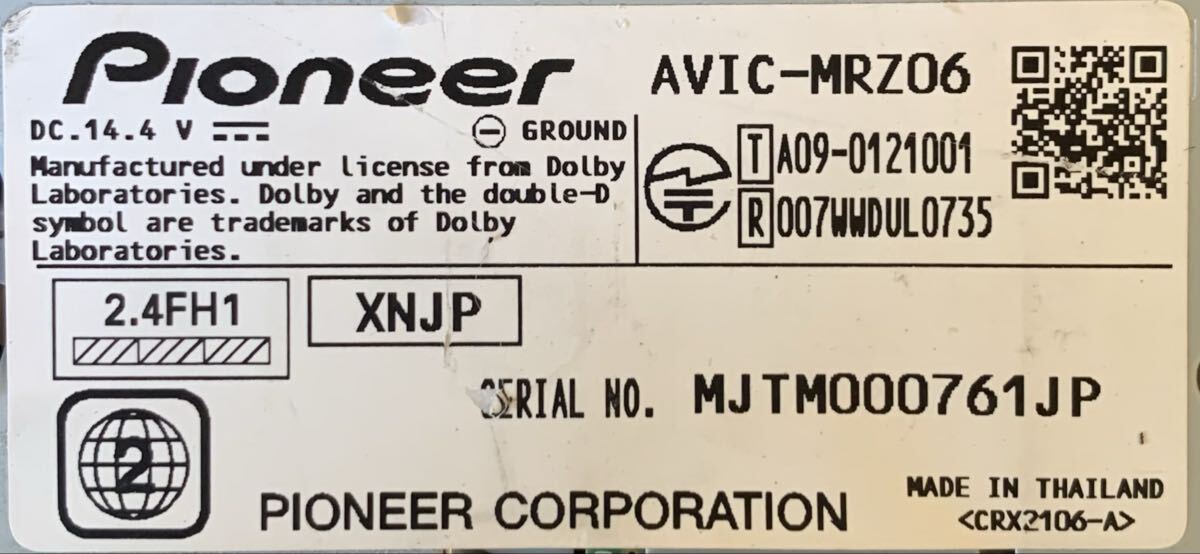 Pioneer
AVIC-MRZ06
DC.14.4 V
GROUND
Manufactured under license from Dolby
Laboratories. Dolby and the double-D
symbol are trademarks of Dolby
Laboratories.
T A09-0121001
R 007WWDUL0735
2.4FH1
XNJP
SERIAL NO. MJTM000761JP
2
PIONEER CORPORATION
MADE IN THAILAND
<CRX2106-A>